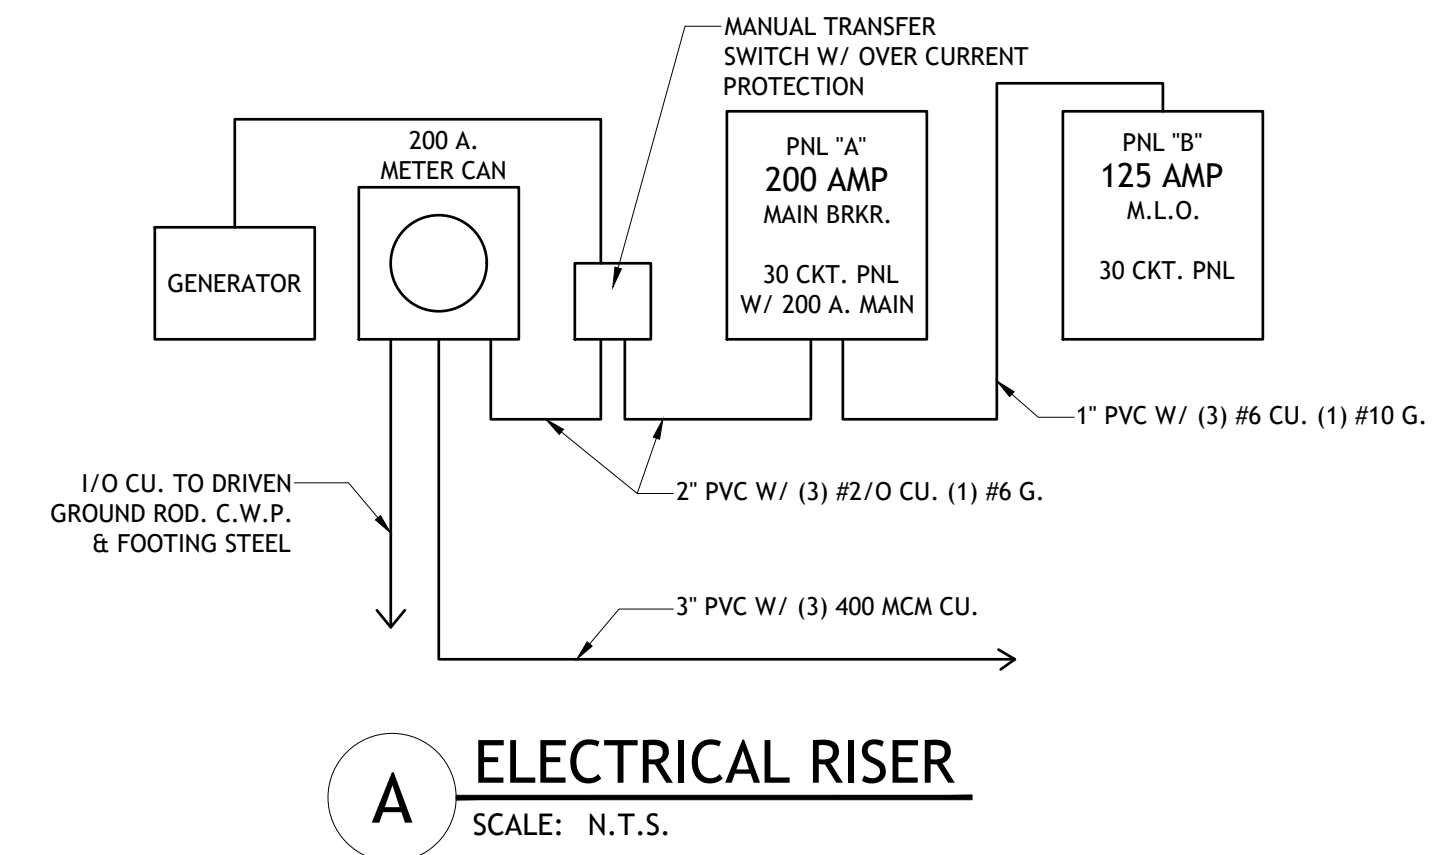 MANUAL TRANSFER
SWITCH W/ OVER CURRENT
PROTECTION
200 A.
METER CAN
GENERATOR
PNL "A"
200 AMP
MAIN BRKR.
30 CKT. PNL
W/ 200 A. MAIN
PNL "B"
125 AMP
M.L.O.
30 CKT. PNL
1" PVC W/ (3) #6 CU. (1) #10 G.
2" PVC W/ (3) #2/O CU. (1) #6 G.
I/O CU. TO DRIVEN
GROUND ROD. C.W.P.
& FOOTING STEEL
3" PVC W/ (3) 400 MCM CU.
A
ELECTRICAL RISER
SCALE: N.T.S.